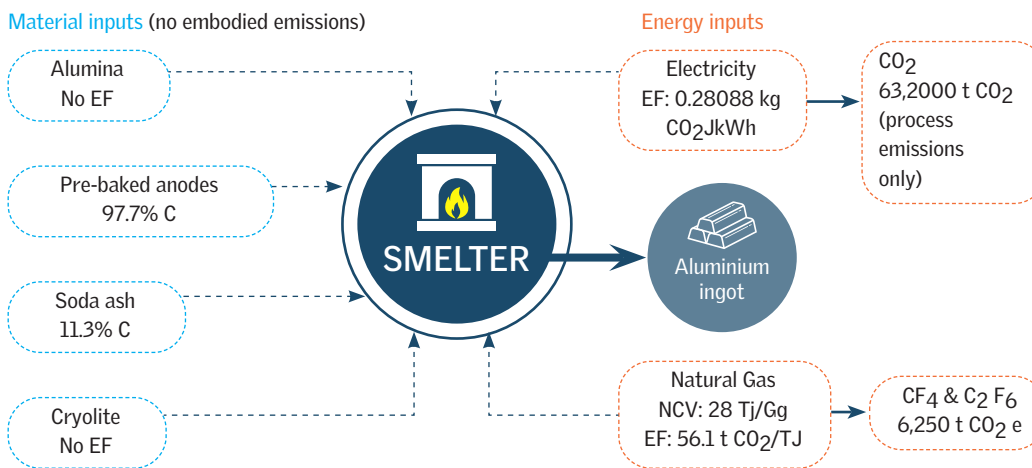 Material inputs (no embodied emissions)
Energy inputs
Alumina
No EF
Pre-baked anodes
97.7% C
Soda ash
11.3% C
Cryolite
No EF
SMELTER
Electricity
EF: 0.28088 kg
CO2JkWh
CO2
63,2000 t CO2
(process
emissions
only)
Aluminium
ingot
Natural Gas
NCV: 28 Tj/Gg
EF: 56.1 t CO2/TJ
CF4 & C2 F6
6,250 t CO2 e